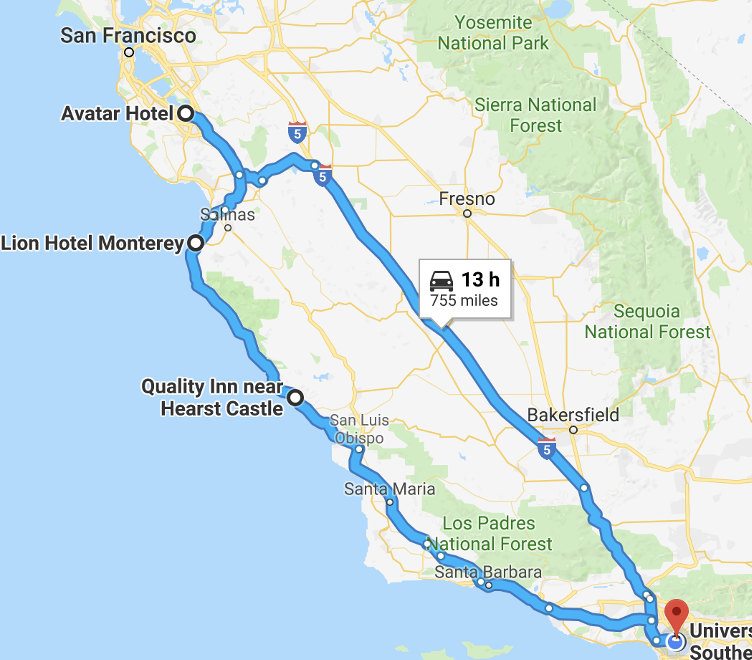 Yosemite
National Park
San Francisco
Sierra National
Forest
Avatar Hotel
5
5
Fresno
Salinas
Lion Hotel Monterey
13 h
755 miles
Sequoia
National Forest
Quality Inn near
Hearst Castle
San Luis
Obispo
Bakersfield
5
Santa Maria
Los Padres
National Forest
Santa Barbara
Univers
Southe